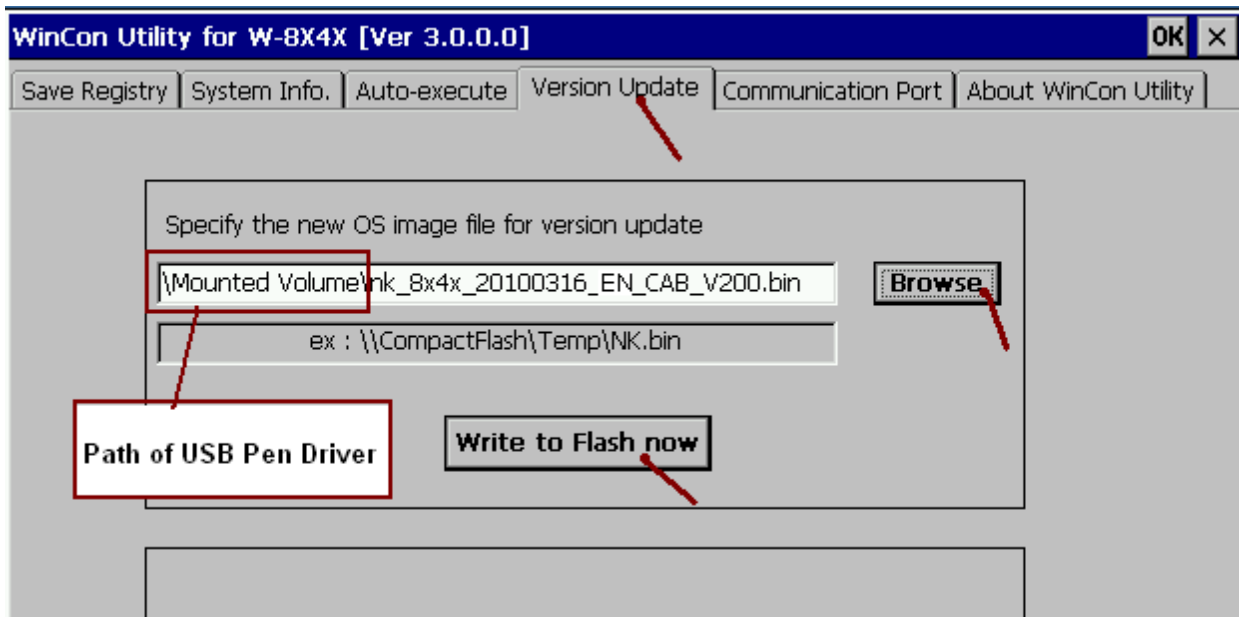 WinCon Utility for W-8X4X [Ver 3.0.0.0] OK ×
Save Registry System Info. Auto-execute Version Update Communication Port About WinCon Utility
Specify the new OS image file for version update
\Mounted Volume\nk_8x4x_20100316_EN_CAB_V200.bin Browse
ex : \\CompactFlash\Temp\NK.bin
Path of USB Pen Driver
Write to Flash now